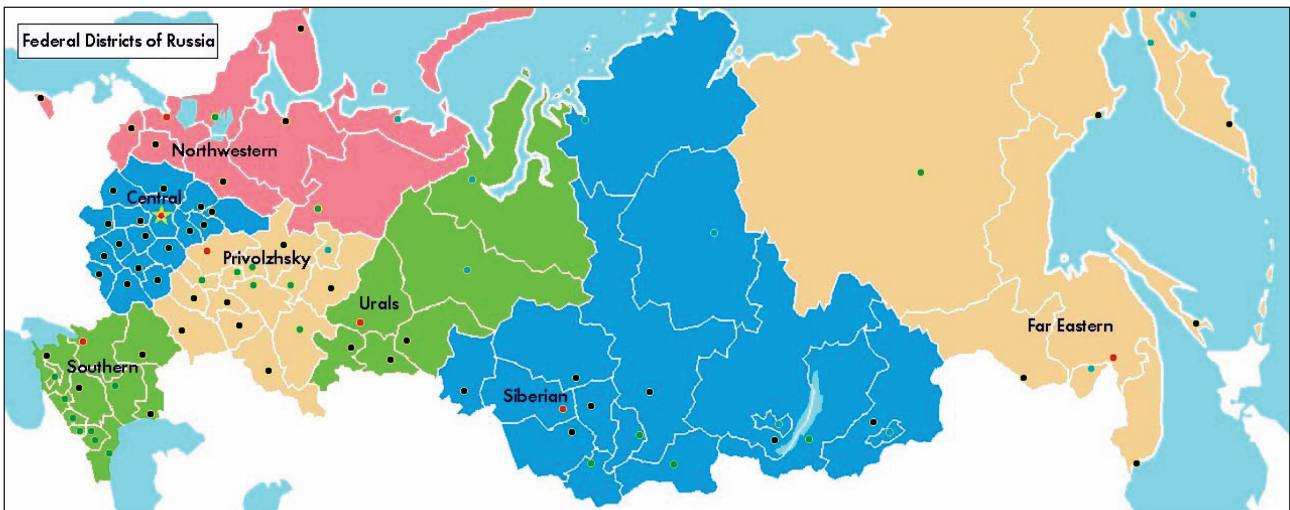 Federal Districts of Russia
Northwestern
Central
Privolzhsky
Urals
Southern
Siberian
Far Eastern